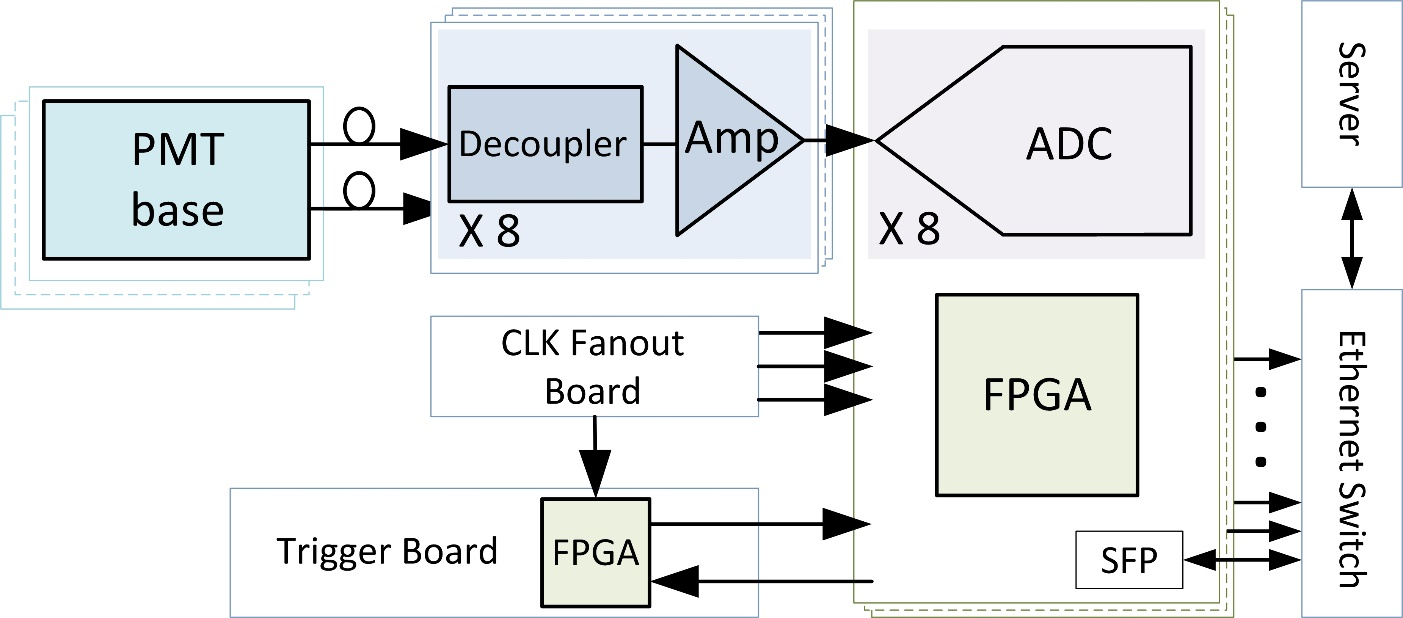 PMT
base
Decoupler
Amp
X 8
ADC
X 8
Server
CLK Fanout
Board
FPGA
Trigger Board
FPGA
SFP
Ethernet Switch